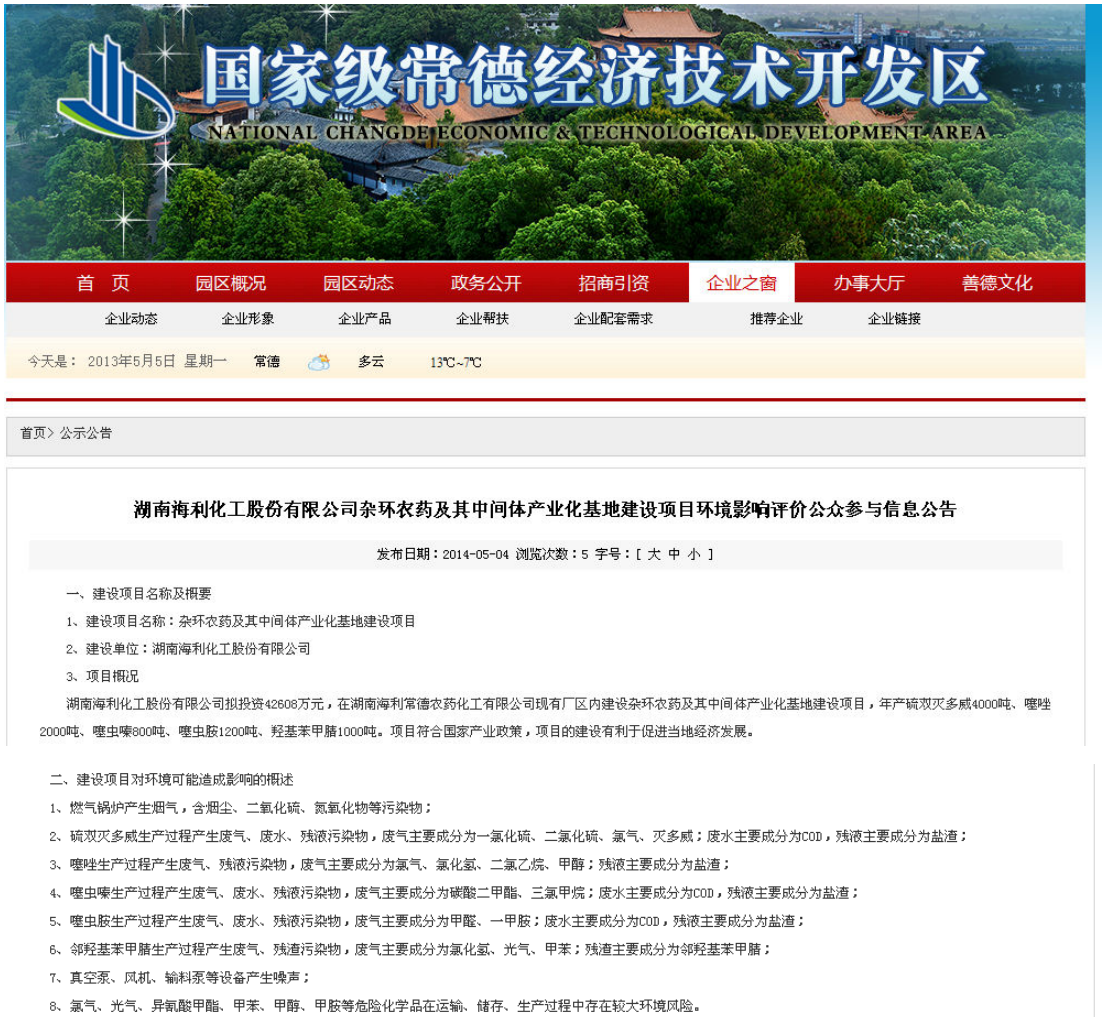 国家级常德经济技术开发区
NATIONAL CHANGDE ECONOMIC & TECHNOLOGICAL DEVELOPMENT AREA
首 页 园区概况 园区动态 政务公开 招商引资 企业之窗 办事大厅 善德文化
企业动态 企业形象 企业产品 企业帮扶 企业配套需求 推荐企业 企业链接
今天是： 2013年5月5日 星期一 常德 多云 13℃~7℃
首页> 公示公告
湖南海利化工股份有限公司杂环农药及其中间体产业化基地建设项目环境影响评价公众参与信息公告
发布日期：2014-05-04 浏览次数：5 字号：[ 大 中 小 ]
一、建设项目名称及概要
1、建设项目名称：杂环农药及其中间体产业化基地建设项目
2、建设单位：湖南海利化工股份有限公司
3、项目概况
湖南海利化工股份有限公司拟投资42608万元，在湖南海利常德农药化工有限公司现有厂区内建设杂环农药及其中间体产业化基地建设项目，年产硫双灭多威4000吨、噻唑
2000吨、噻虫嗪800吨、噻虫胺1200吨、羟基苯甲腈1000吨。项目符合国家产业政策，项目的建设有利于促进当地经济发展。
二、建设项目对环境可能造成影响的概述
1、燃气锅炉产生烟气，含烟尘、二氧化硫、氮氧化物等污染物；
2、硫双灭多威生产过程产生废气、废水、残液污染物，废气主要成分为一氯化硫、二氯化硫、氯气、灭多威；废水主要成分为COD，残液主要成分为盐渣；
3、噻唑生产过程产生废气、残液污染物，废气主要成分为氯气、氯化氢、二氯乙烷、甲醇；残液主要成分为盐渣；
4、噻虫嗪生产过程产生废气、废水、残液污染物，废气主要成分为碳酸二甲酯、三氯甲烷；废水主要成分为COD，残液主要成分为盐渣；
5、噻虫胺生产过程产生废气、废水、残液污染物，废气主要成分为甲醛、一甲胺；废水主要成分为COD，残液主要成分为盐渣；
6、邻羟基苯甲腈生产过程产生废气、残渣污染物，废气主要成分为氯化氢、光气、甲苯；残渣主要成分为邻羟基苯甲腈；
7、真空泵、风机、输料泵等设备产生噪声；
8、氯气、光气、异氰酸甲酯、甲苯、甲醇、甲胺等危险化学品在运输、储存、生产过程中存在较大环境风险。